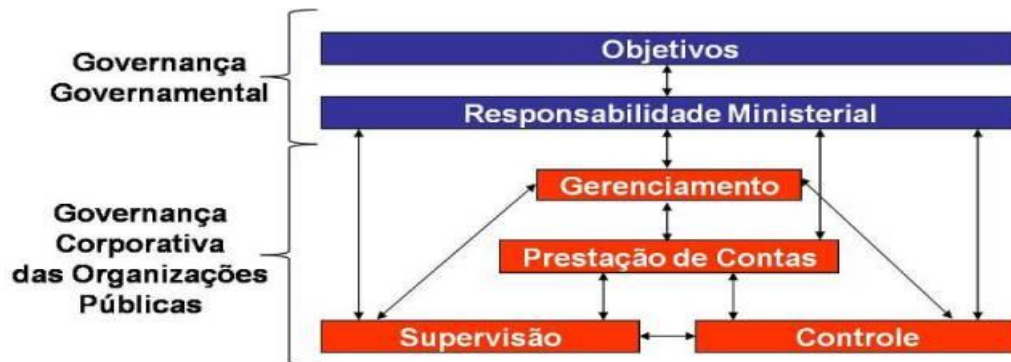 Governança
Governamental
Objetivos
Responsabilidade Ministerial
Governança
Corporativa
das Organizações
Públicas
Gerenciamento
Prestação de Contas
Supervisão
Controle